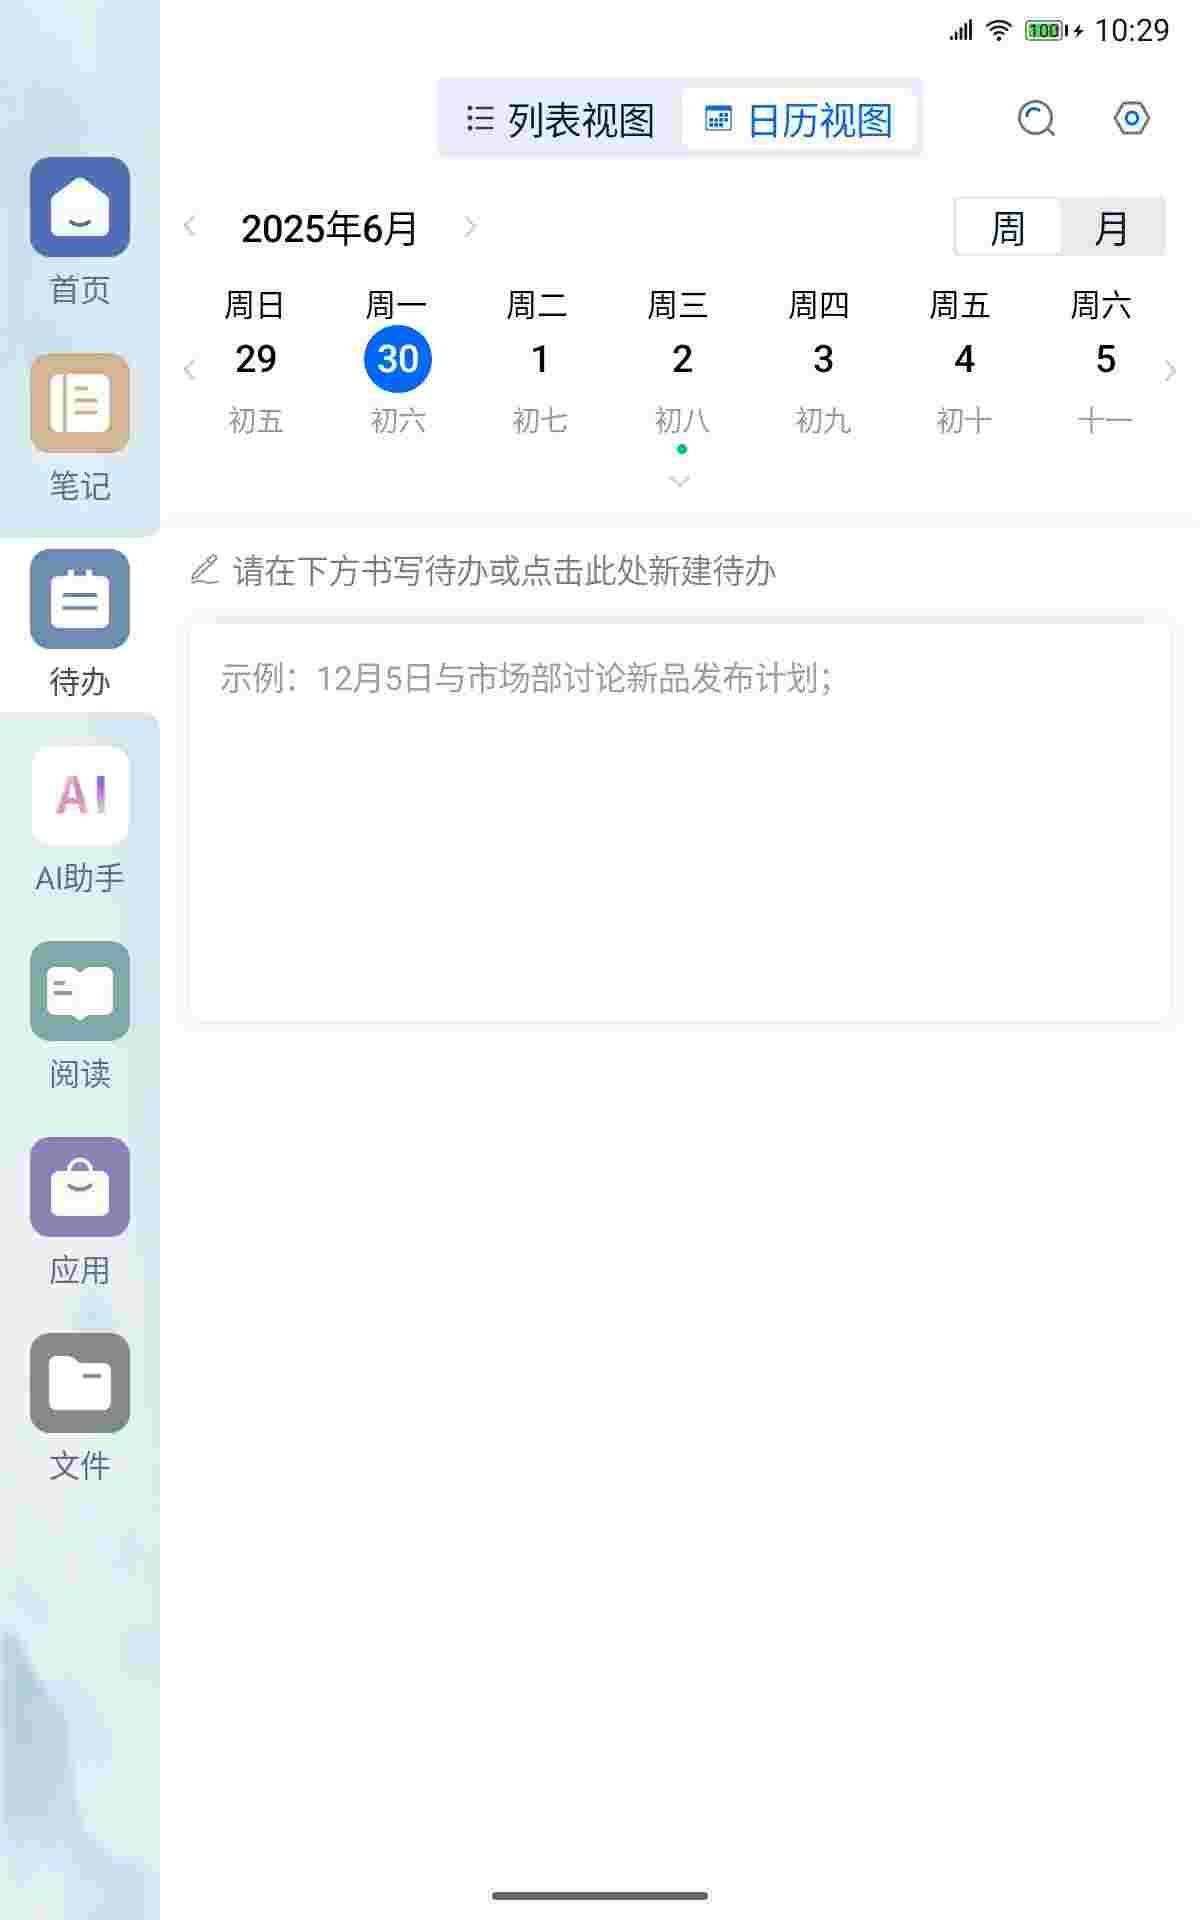 100 10:29
列表视图 日历视图
首页
笔记
待办
AI
AI助手
阅读
应用
文件
2025年6月
周 月
周日 周一 周二 周三 周四 周五 周六
29 30 1 2 3 4 5
初五 初六 初七 初八 初九 初十 十一
请在下方书写待办或点击此处新建待办
示例：12月5日与市场部讨论新品发布计划；